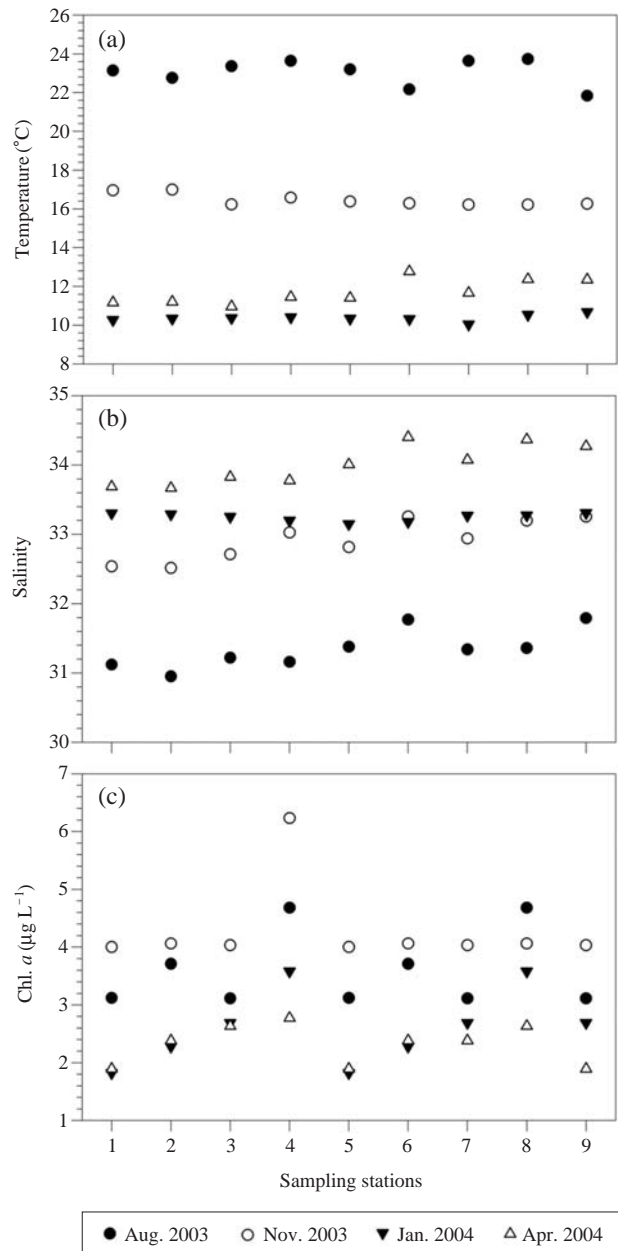 (a)
26
24
22
20
18
16
14
12
10
8
Temperature (°C)
(b)
35
34
33
32
31
30
Salinity
(c)
7
6
5
4
3
2
1
Chl. a (µg L⁻¹)
1 2 3 4 5 6 7 8 9
Sampling stations
Aug. 2003 Nov. 2003 Jan. 2004 Apr. 2004